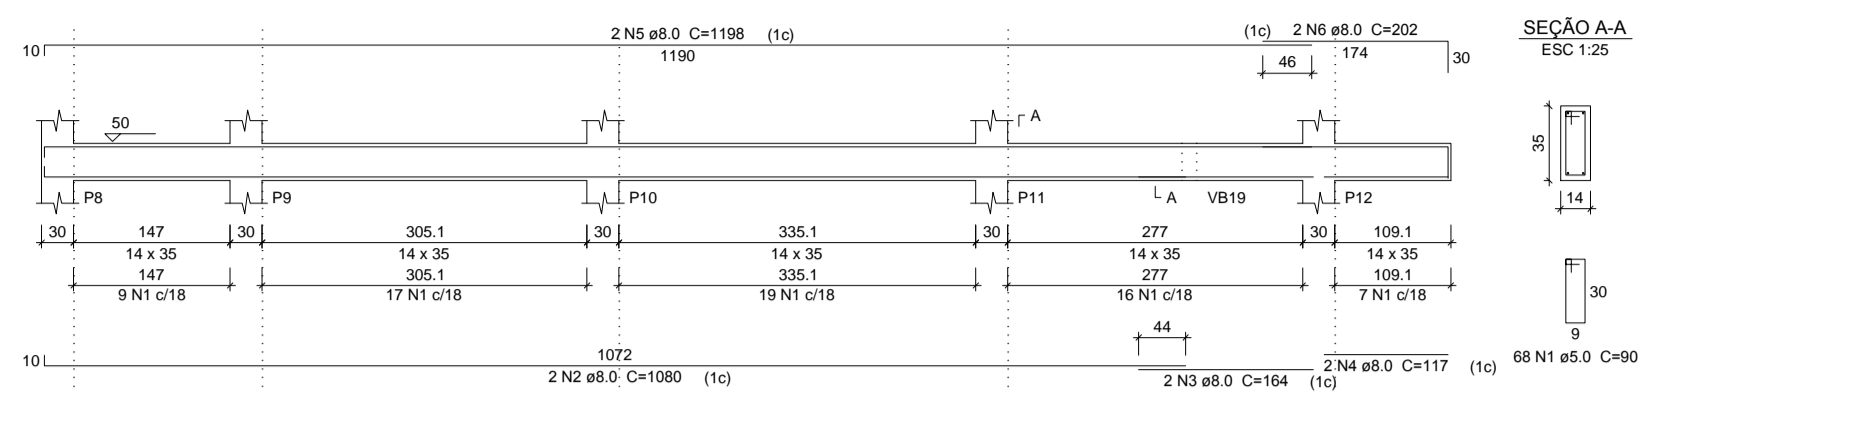 2 N5 ø8.0 C=1198 (1c)
10
1190
(1c) 2 N6 ø8.0 C=202
174
30
46
SEÇÃO A-A
ESC 1:25
50
A
P8
P9
P10
P11
A
VB19
P12
35
14
30 147 30 305.1 30 335.1 30 277 30 109.1
14 x 35 14 x 35 14 x 35 14 x 35 14 x 35
147 305.1 335.1 277 109.1
9 N1 c/18 17 N1 c/18 19 N1 c/18 16 N1 c/18 7 N1 c/18
30
9
68 N1 ø5.0 C=90
44
10
1072
2 N2 ø8.0 C=1080 (1c)
2 N3 ø8.0 C=164 (1c)
2 N4 ø8.0 C=117 (1c)